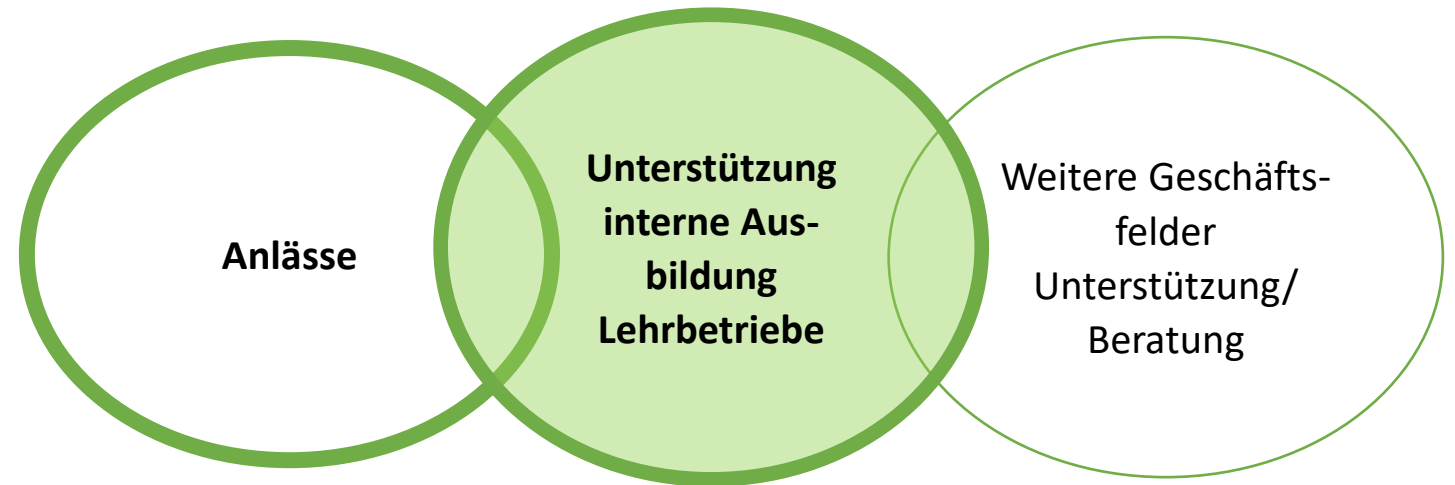 Anlässe
Unterstützung
interne Aus-
bildung
Lehrbetriebe
Weitere Geschäfts-
felder
Unterstützung/
Beratung